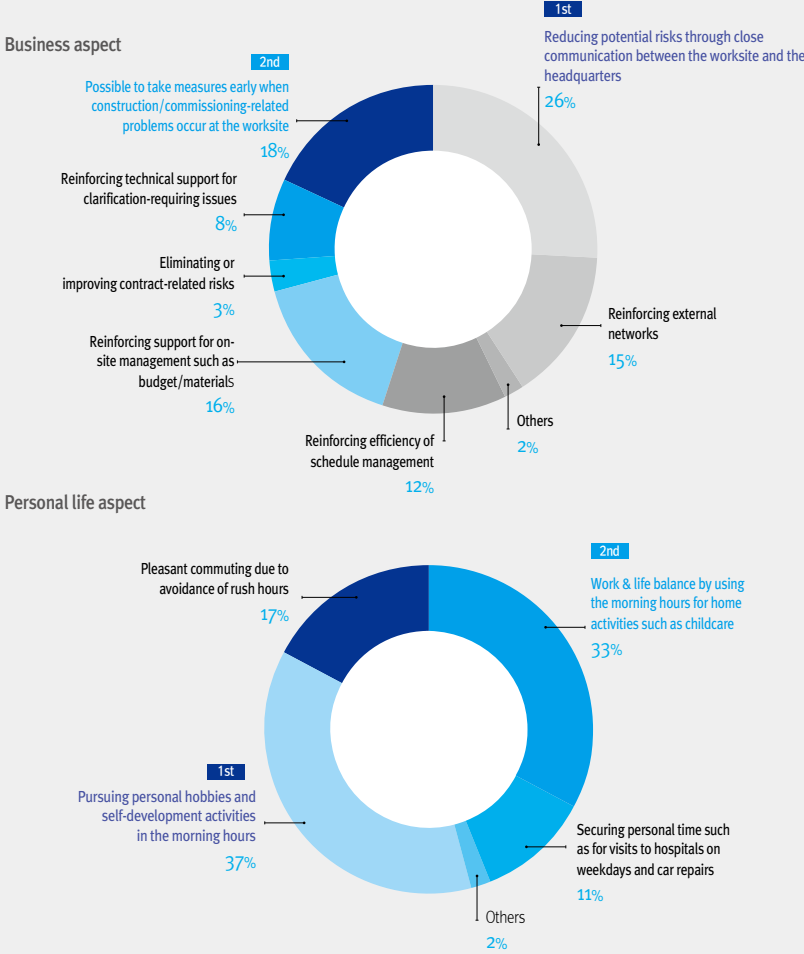 Business aspect
1st
Reducing potential risks through close
communication between the worksite and the
headquarters
26%
2nd
Possible to take measures early when
construction/commissioning-related
problems occur at the worksite
18%
Reinforcing technical support for
clarification-requiring issues
8%
Eliminating or
improving contract-related risks
3%
Reinforcing support for on-
site management such as
budget/materials
16%
Reinforcing external
networks
15%
Others
2%
Reinforcing efficiency of
schedule management
12%
Personal life aspect
Pleasant commuting due to
avoidance of rush hours
17%
2nd
Work & life balance by using
the morning hours for home
activities such as childcare
33%
1st
Pursuing personal hobbies and
self-development activities
in the morning hours
37%
Securing personal time such
as for visits to hospitals on
weekdays and car repairs
11%
Others
2%